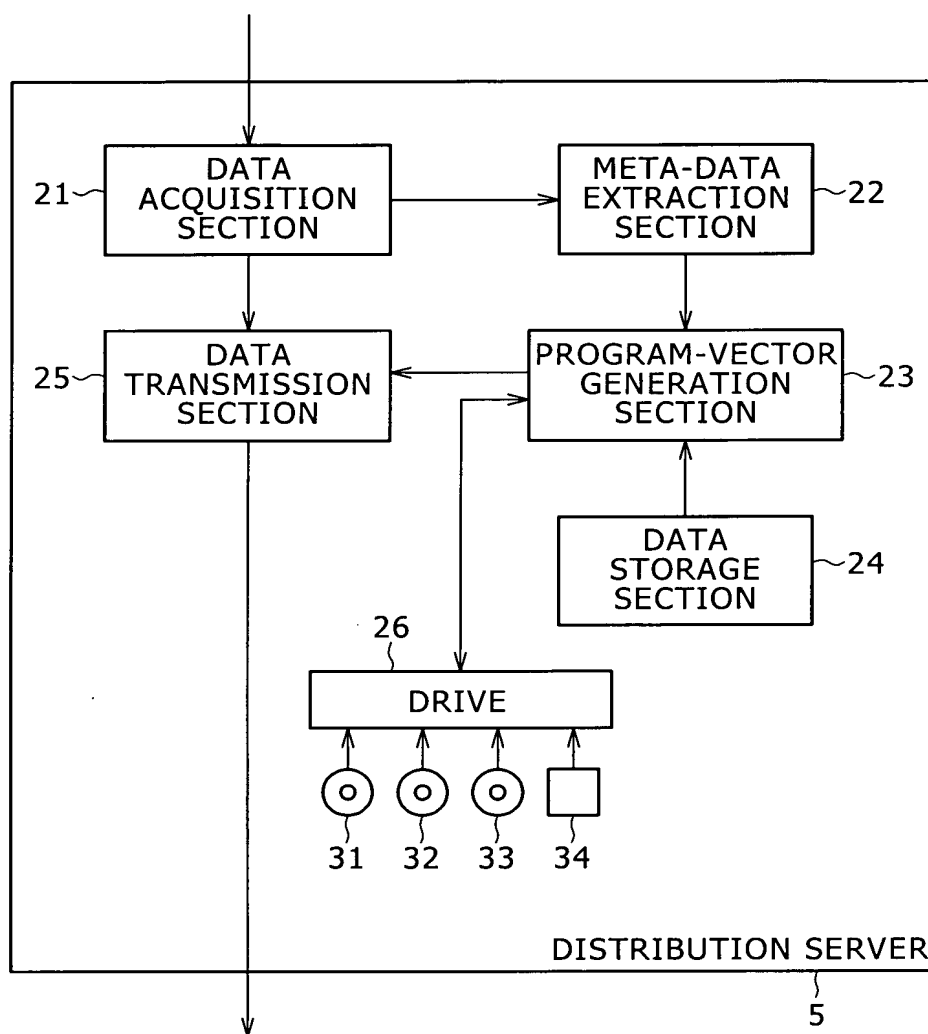 DATA
ACQUISITION
SECTION
21
META-DATA
EXTRACTION
SECTION
22
DATA
TRANSMISSION
SECTION
25
PROGRAM-VECTOR
GENERATION
SECTION
23
DATA
STORAGE
SECTION
24
26
DRIVE
31
32
33
34
DISTRIBUTION SERVER
5